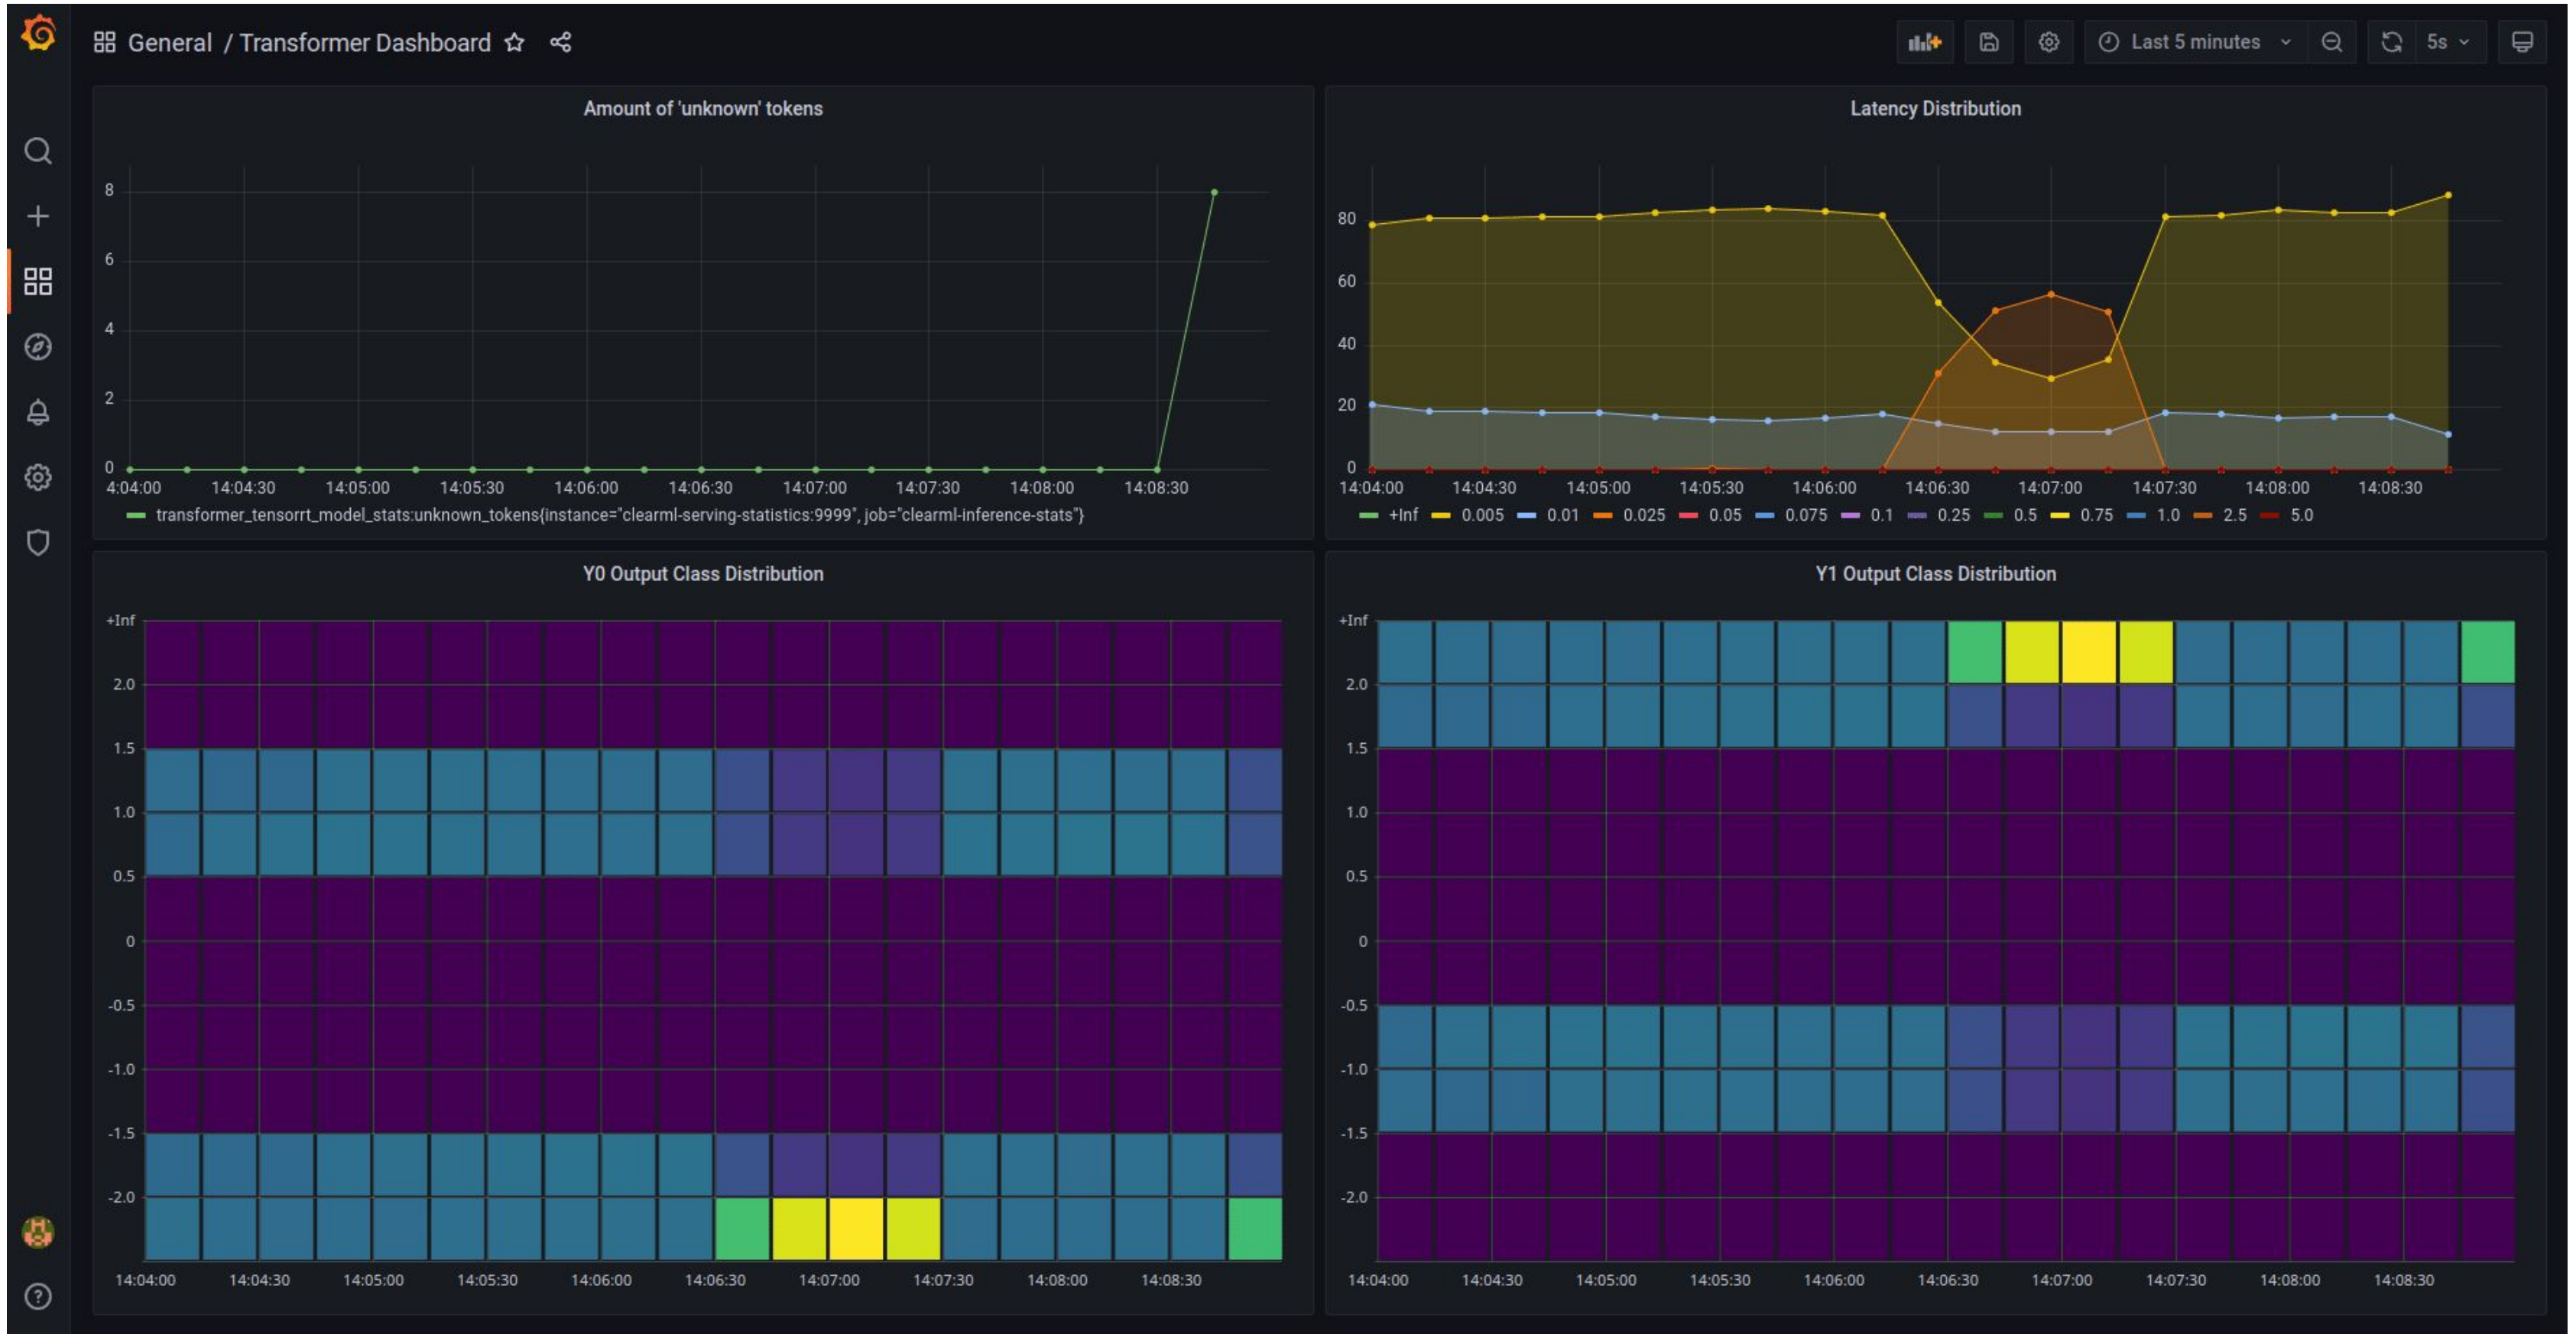 General / Transformer Dashboard
Last 5 minutes
5s
Amount of 'unknown' tokens
8
6
4
2
0
4:04:00 14:04:30 14:05:00 14:05:30 14:06:00 14:06:30 14:07:00 14:07:30 14:08:00 14:08:30
transformer_tensorrt_model_stats:unknown_tokens{instance="clearml-serving-statistics:9999", job="clearml-inference-stats"}
Latency Distribution
80
60
40
20
0
14:04:00 14:04:30 14:05:00 14:05:30 14:06:00 14:06:30 14:07:00 14:07:30 14:08:00 14:08:30
+Inf 0.005 0.01 0.025 0.05 0.075 0.1 0.25 0.5 0.75 1.0 2.5 5.0
Y0 Output Class Distribution
+Inf
2.0
1.5
1.0
0.5
0
-0.5
-1.0
-1.5
-2.0
14:04:00 14:04:30 14:05:00 14:05:30 14:06:00 14:06:30 14:07:00 14:07:30 14:08:00 14:08:30
Y1 Output Class Distribution
+Inf
2.0
1.5
1.0
0.5
0
-0.5
-1.0
-1.5
-2.0
14:04:00 14:04:30 14:05:00 14:05:30 14:06:00 14:06:30 14:07:00 14:07:30 14:08:00 14:08:30